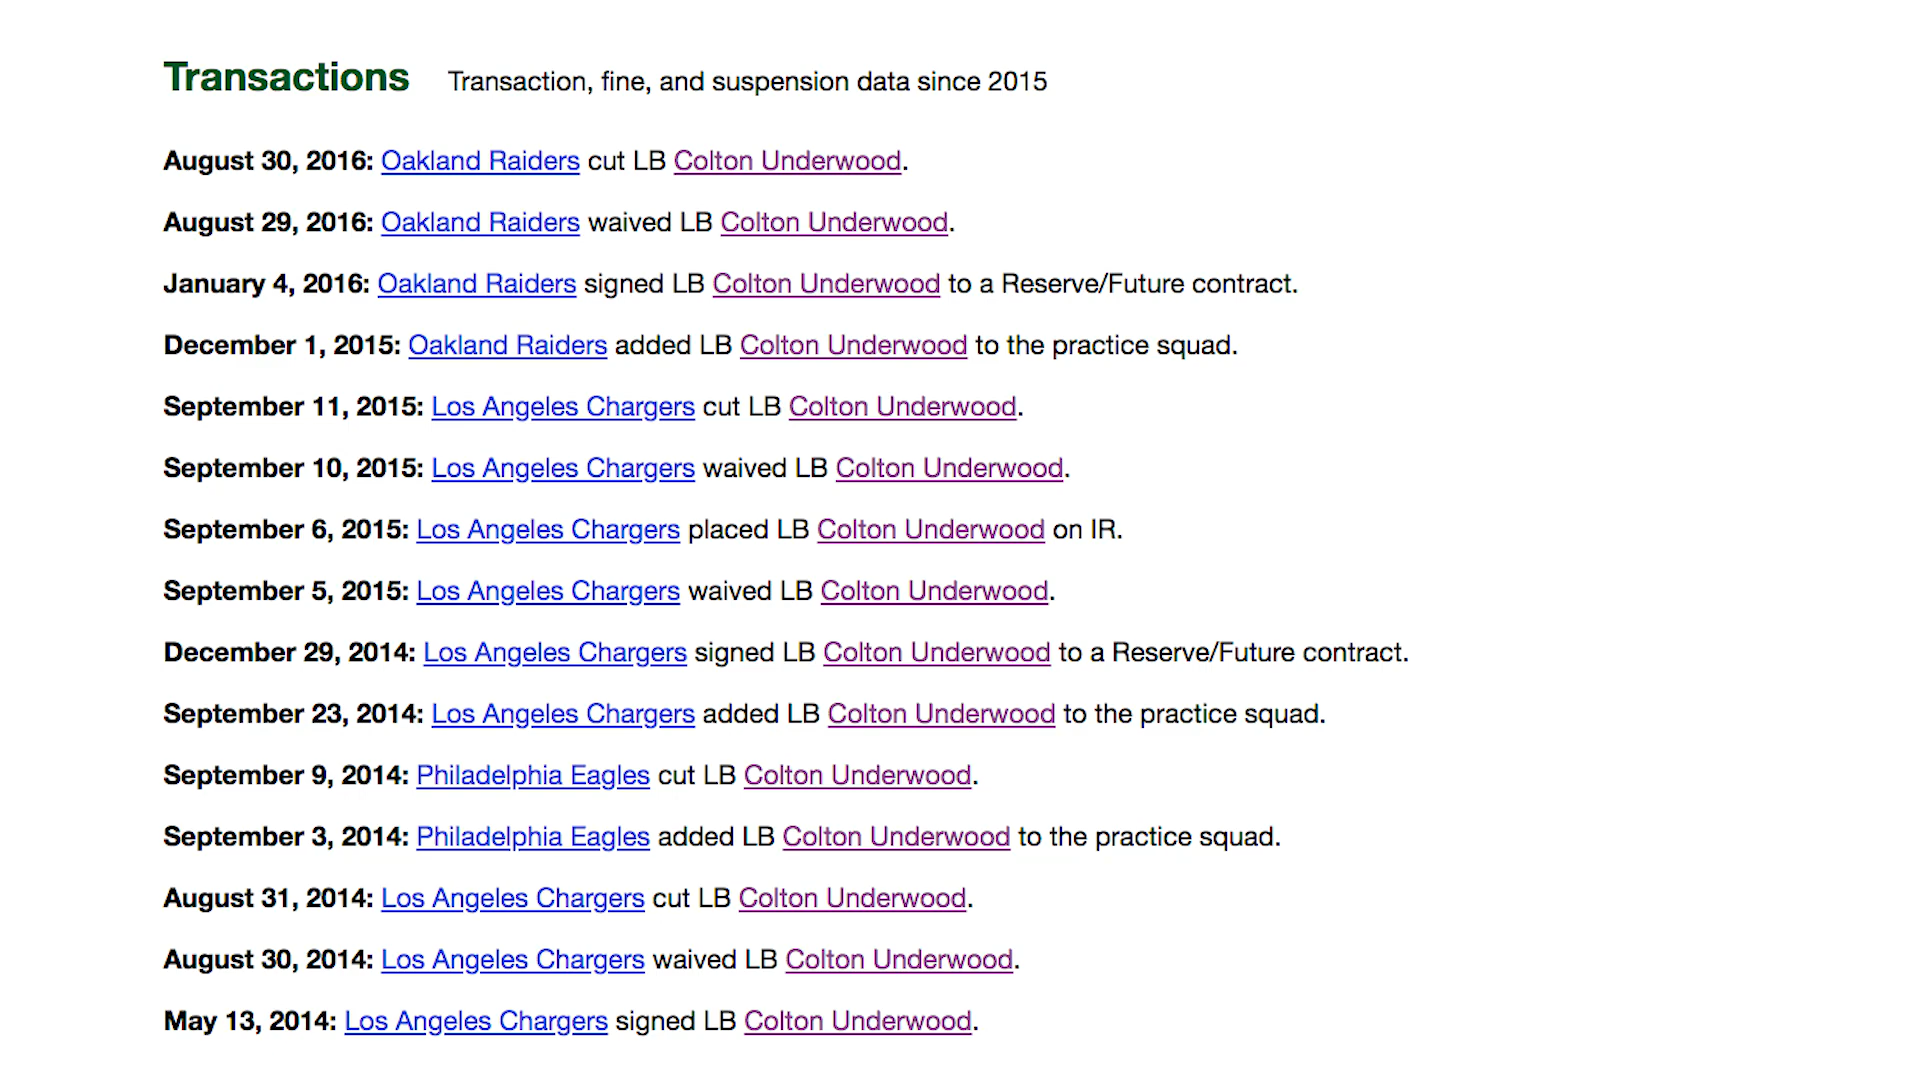 Transactions Transaction, fine, and suspension data since 2015
August 30, 2016: Oakland Raiders cut LB Colton Underwood.
August 29, 2016: Oakland Raiders waived LB Colton Underwood.
January 4, 2016: Oakland Raiders signed LB Colton Underwood to a Reserve/Future contract.
December 1, 2015: Oakland Raiders added LB Colton Underwood to the practice squad.
September 11, 2015: Los Angeles Chargers cut LB Colton Underwood.
September 10, 2015: Los Angeles Chargers waived LB Colton Underwood.
September 6, 2015: Los Angeles Chargers placed LB Colton Underwood on IR.
September 5, 2015: Los Angeles Chargers waived LB Colton Underwood.
December 29, 2014: Los Angeles Chargers signed LB Colton Underwood to a Reserve/Future contract.
September 23, 2014: Los Angeles Chargers added LB Colton Underwood to the practice squad.
September 9, 2014: Philadelphia Eagles cut LB Colton Underwood.
September 3, 2014: Philadelphia Eagles added LB Colton Underwood to the practice squad.
August 31, 2014: Los Angeles Chargers cut LB Colton Underwood.
August 30, 2014: Los Angeles Chargers waived LB Colton Underwood.
May 13, 2014: Los Angeles Chargers signed LB Colton Underwood.